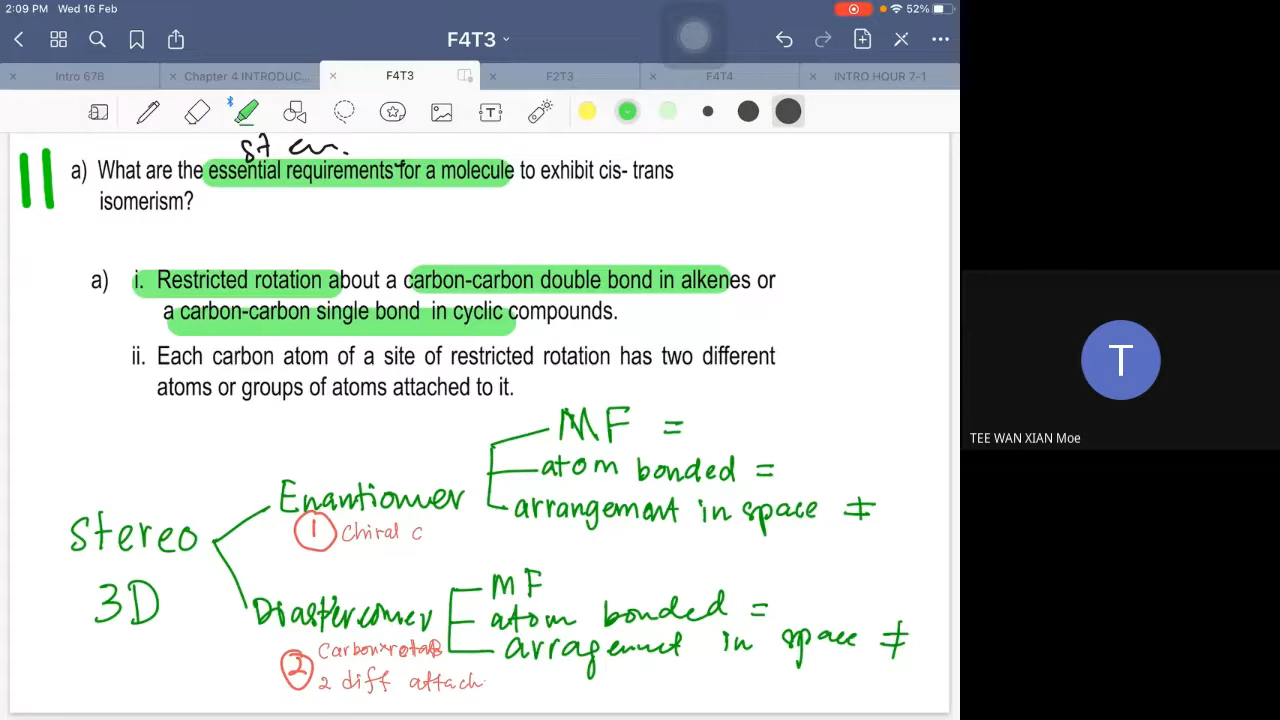 2:09 PM Wed 16 Feb
52%
F4T3
Intro 67B
Chapter 4 INTRODUC...
F4T3
F2T3
F4T4
INTRO HOUR 7-1
11
a) What are the essential requirements for a molecule to exhibit cis- trans
isomerism?
a) i. Restricted rotation about a carbon-carbon double bond in alkenes or
a carbon-carbon single bond in cyclic compounds.
ii. Each carbon atom of a site of restricted rotation has two different
atoms or groups of atoms attached to it.
MF =
atom bonded =
Enantiomer
arrangement in space ≠
① Chiral C
Stereo
3D
MF
Diastereomer
atom bonded =
arragemnet in space ≠
②
2 diff attach
T
TEE WAN XIAN Moe